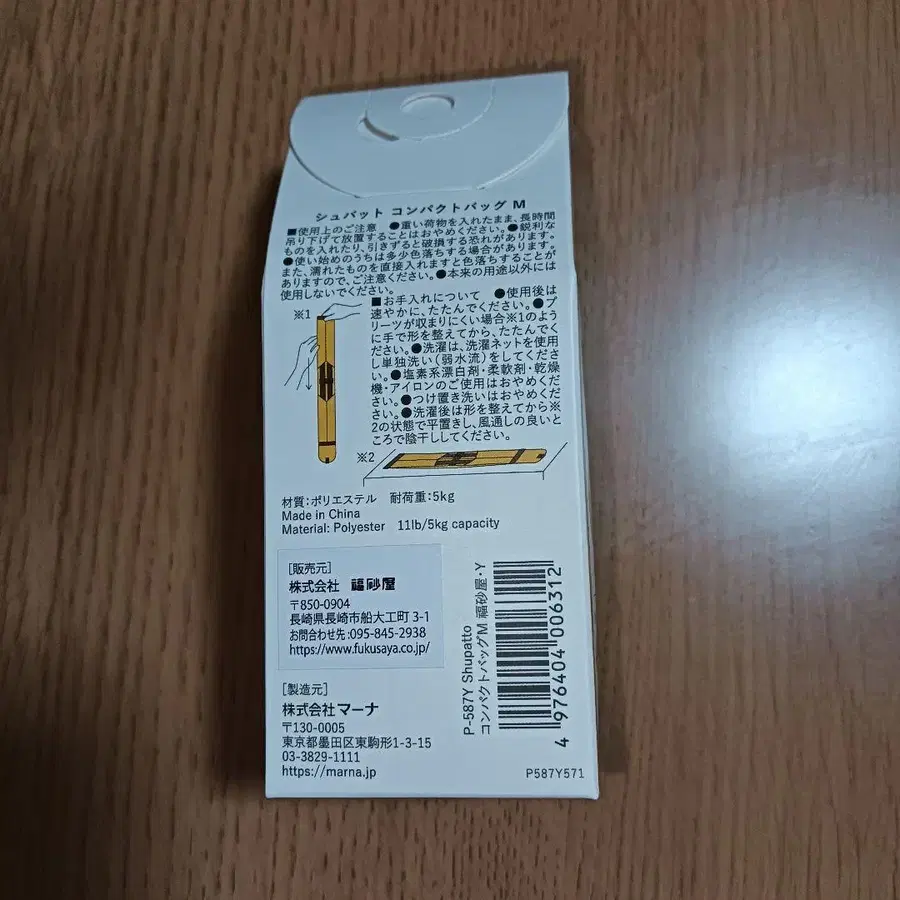 シュパット コンパクトバッグ M
■使用上のご注意 ●重い荷物を入れたまま、長時間
吊り下げて放置することはおやめください。●鋭利な
ものを入れたり、引きずると破損する恐れがあります。
●使い始めのうちは多少色落ちする場合があります。
また、濡れたものを直接入れますと色落ちすることが
ありますので、ご注意ください。●本来の用途以外には
使用しないでください。
■お手入れについて ●使用後は
速やかに、たたんでください。●プ
リーツが収まりにくい場合※1のよう
に手で形を整えてから、たたんでく
ださい。●洗濯は、洗濯ネットを使用
し単独洗い(弱水流)をしてくださ
い。●塩素系漂白剤・柔軟剤・乾燥
機・アイロンのご使用はおやめくだ
さい。●つけ置き洗いはおやめくだ
さい。●洗濯後は形を整えてから※
2の状態で平置きし、風通しの良いと
ころで陰干ししてください。
※1
※2
材質:ポリエステル 耐荷重:5kg
Made in China
Material: Polyester 11lb/5kg capacity
[販売元]
株式会社 福砂屋
〒850-0904
長崎県長崎市船大工町 3-1
お問合わせ先:095-845-2938
https://www.fukusaya.co.jp/
[製造元]
株式会社マーナ
〒130-0005
東京都墨田区東駒形1-3-15
03-3829-1111
https://marna.jp
P-587Y Shupatto
コンパクトバッグM 福砂屋・Y
4 976404 006312
P587Y571